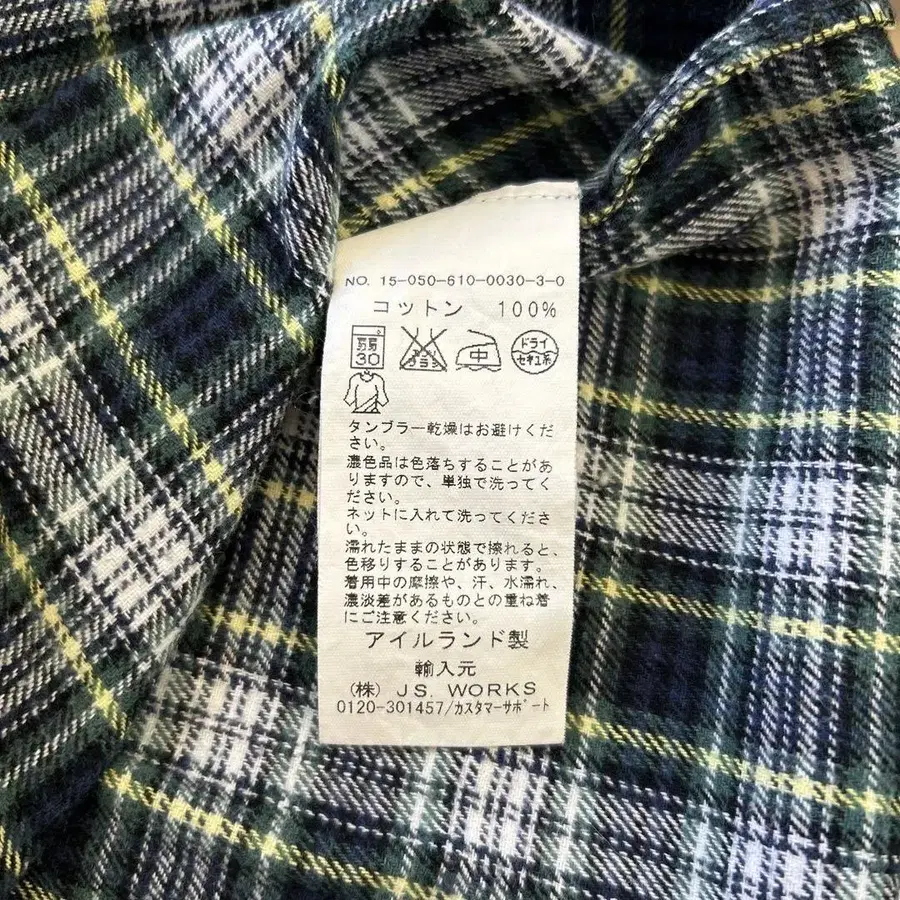 NO. 15-050-610-0030-3-0
コットン 100%
弱
30
エンソ
サラシ
中
ドライ
セキユ系
タンブラー乾燥はお避けくだ
さい。
濃色品は色落ちすることがあ
りますので、単独で洗ってく
ださい。
ネットに入れて洗ってくださ
い。
濡れたままの状態で擦れると、
色移りすることがあります。
着用中の摩擦や、汗、水濡れ、
濃淡差があるものとの重ね着
にご注意ください。
アイルランド製
輸入元
(株) J.S. WORKS
0120-301457/カスタマーサポート